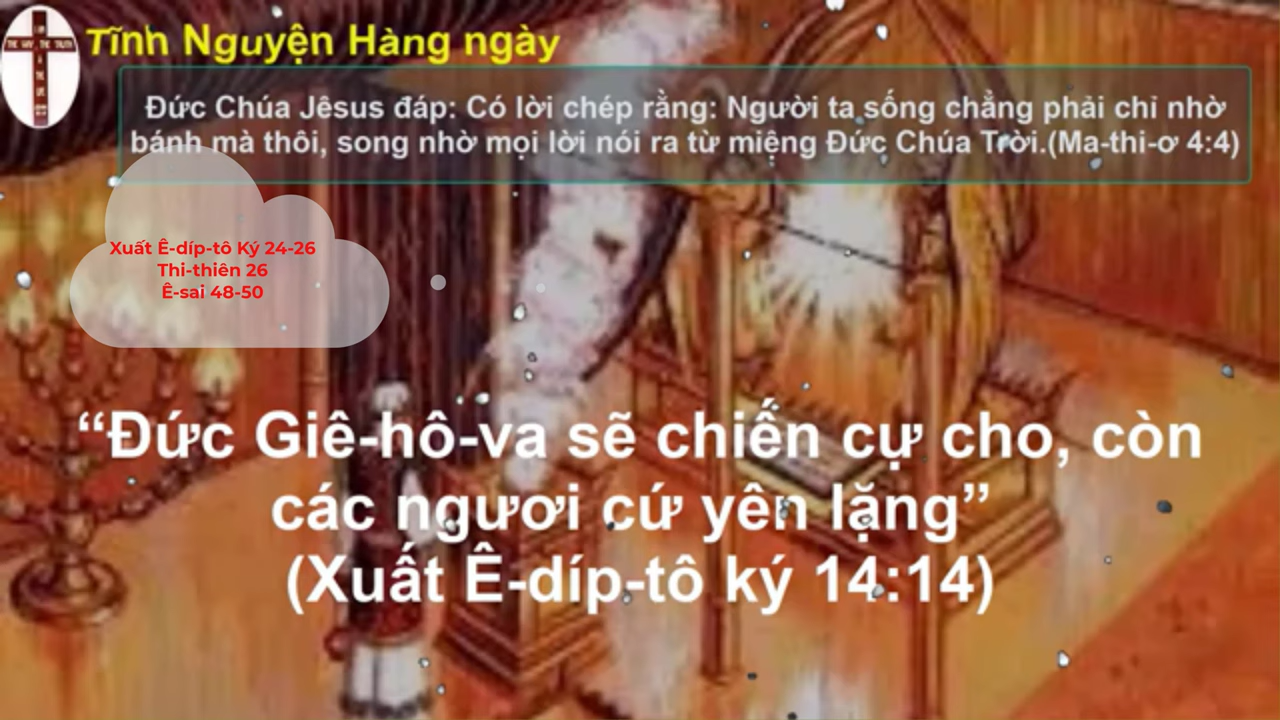 Tĩnh Nguyện Hàng ngày
Đức Chúa Jêsus đáp: Có lời chép rằng: Người ta sống chẳng phải chỉ nhờ
bánh mà thôi, song nhờ mọi lời nói ra từ miệng Đức Chúa Trời.(Ma-thi-ơ 4:4)
Xuất Ê-díp-tô Ký 24-26
Thi-thiên 26
Ê-sai 48-50
“Đức Giê-hô-va sẽ chiến cự cho, còn
các ngươi cứ yên lặng”
(Xuất Ê-díp-tô ký 14:14)